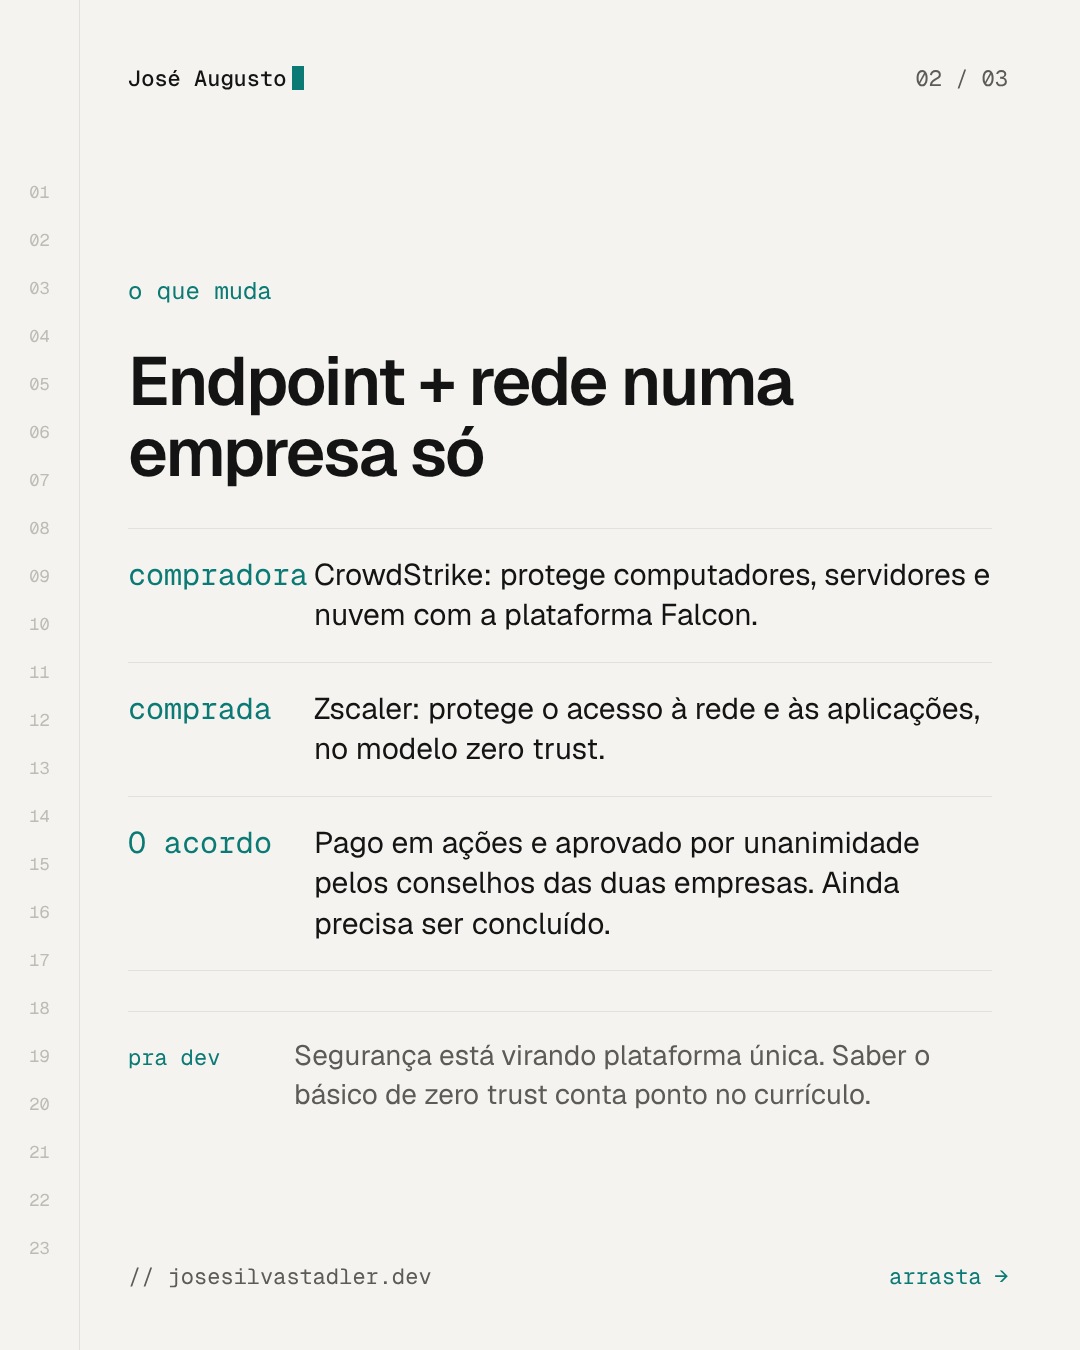 José Augusto
02 / 03
01
02
03
04
05
06
07
08
09
10
11
12
13
14
15
16
17
18
19
20
21
22
23
o que muda
Endpoint + rede numa
empresa só
compradora CrowdStrike: protege computadores, servidores e
nuvem com a plataforma Falcon.
comprada Zscaler: protege o acesso à rede e às aplicações,
no modelo zero trust.
O acordo Pago em ações e aprovado por unanimidade
pelos conselhos das duas empresas. Ainda
precisa ser concluído.
pra dev Segurança está virando plataforma única. Saber o
básico de zero trust conta ponto no currículo.
// josesilvastadler.dev
arrasta →